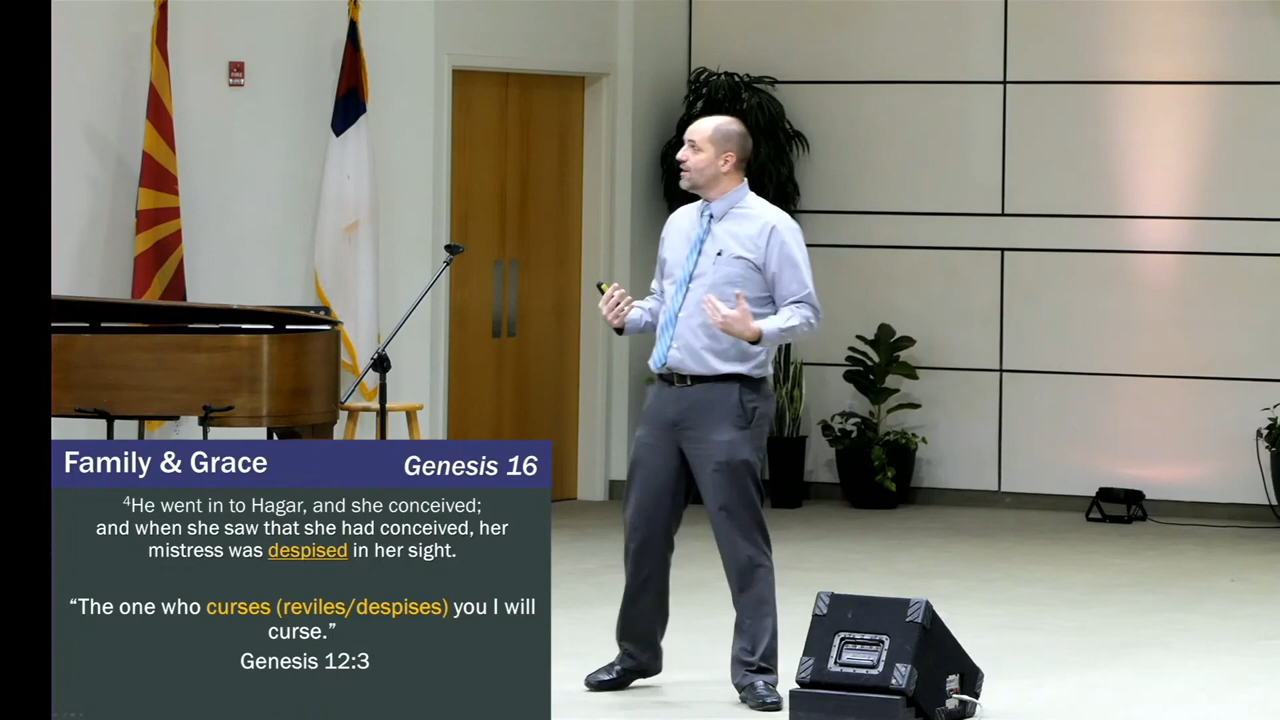 FIRE
Family & Grace
Genesis 16
⁴He went in to Hagar, and she conceived;
and when she saw that she had conceived, her
mistress was despised in her sight.
“The one who curses (reviles/despises) you I will
curse.”
Genesis 12:3